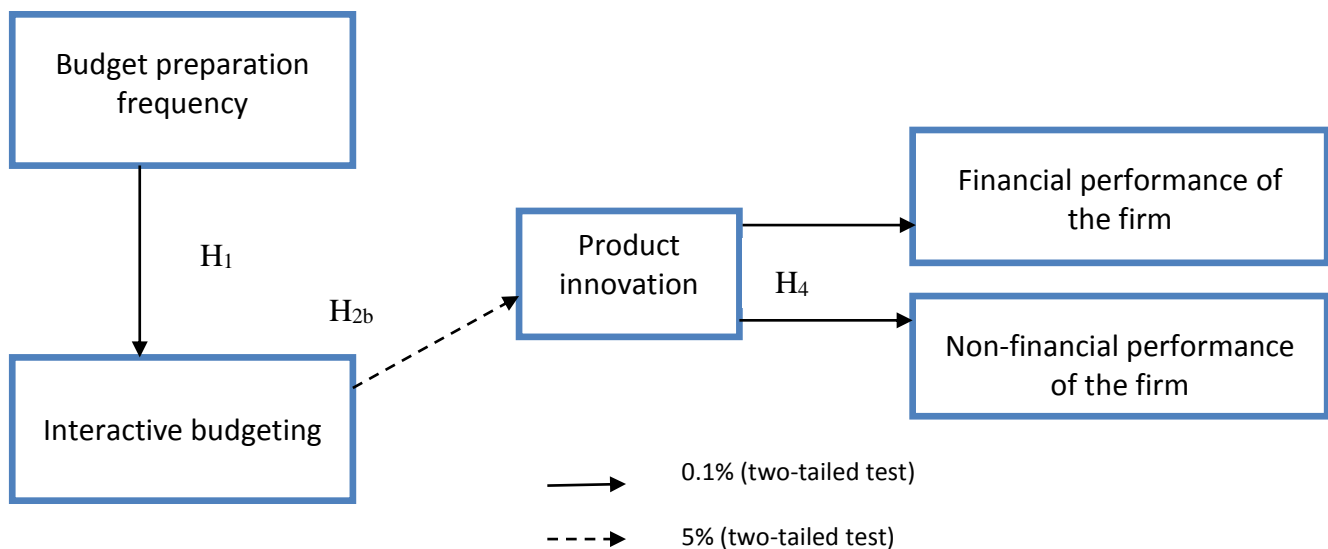 Budget preparation
frequency
H₁
Interactive budgeting
H₂b
Product
innovation
H₄
Financial performance of
the firm
Non-financial performance
of the firm
0.1% (two-tailed test)
5% (two-tailed test)